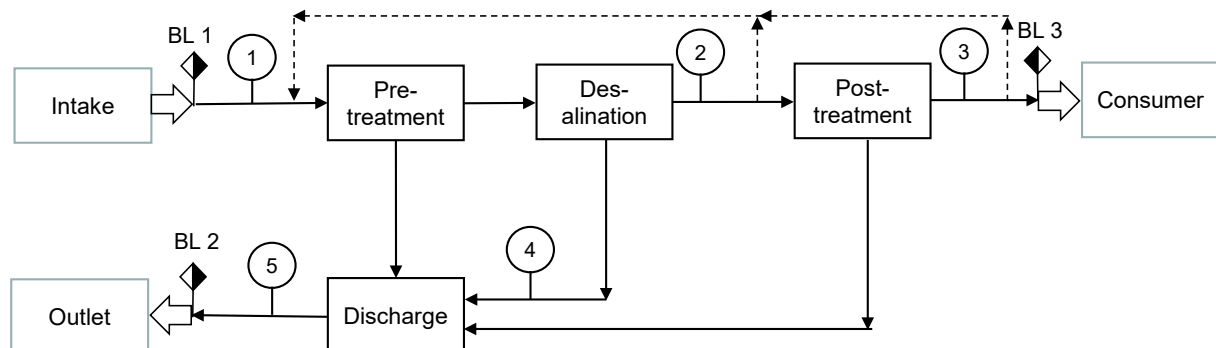 BL 1
1
2
3
BL 3
Intake
Pre-
treatment
Des-
alination
Post-
treatment
Consumer
BL 2
5
4
Outlet
Discharge